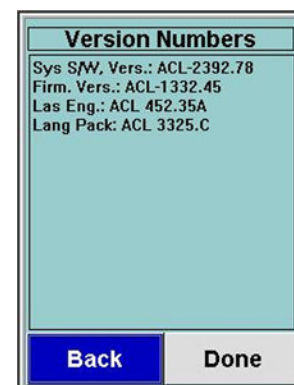 Version Numbers
Sys S/W, Vers.: ACL-2392.78
Firm. Vers.: ACL-1332.45
Las Eng.: ACL 452.35A
Lang Pack: ACL 3325.C
Back
Done